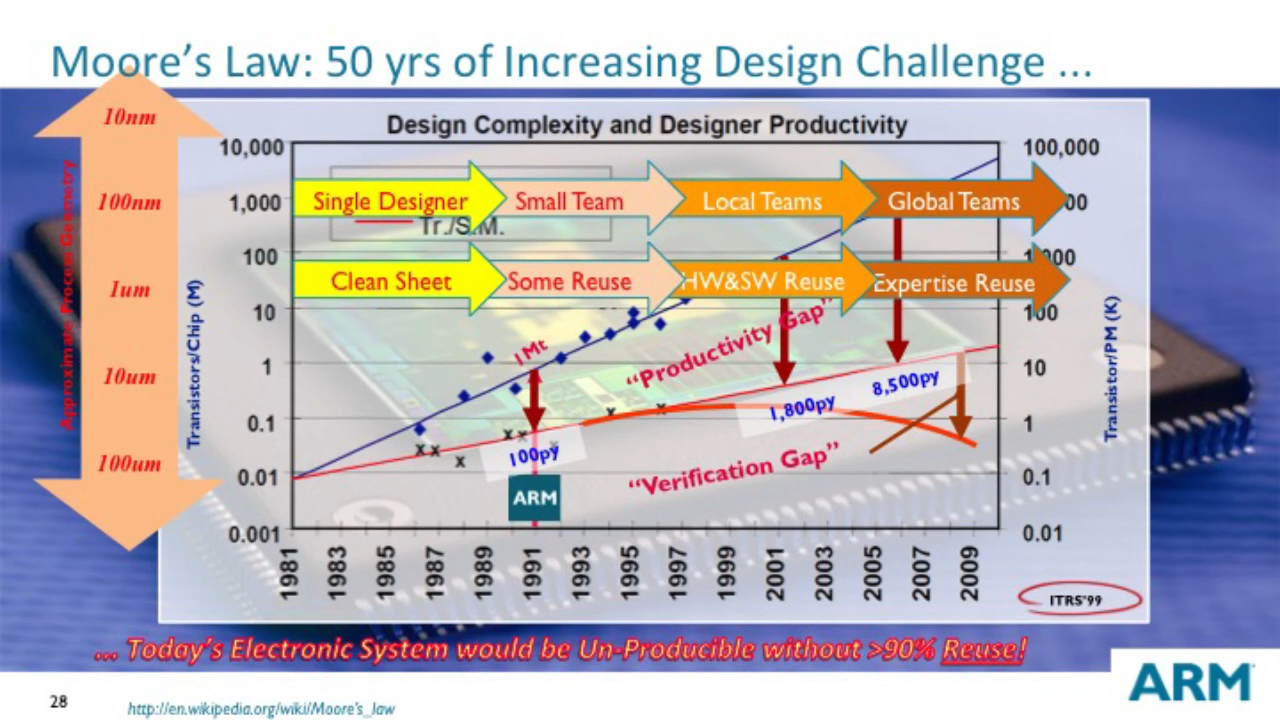 Moore's Law: 50 yrs of Increasing Design Challenge ...
Approximate Process Geometry
10nm
100nm
1um
10um
100um
Design Complexity and Designer Productivity
Transistors/Chip (M)
10,000
1,000
100
10
1
0.1
0.01
0.001
Single Designer
Small Team
Local Teams
Global Teams
Tr./S.M.
Clean Sheet
Some Reuse
HW&SW Reuse
Expertise Reuse
1Mt
"Productivity Gap"
100py
1,800py
8,500py
"Verification Gap"
ARM
100,000
100
10
1
0.1
0.01
Transistor/PM (K)
1981
1983
1985
1987
1989
1991
1993
1995
1997
1999
2001
2003
2005
2007
2009
ITRS'99
... Today's Electronic System would be Un-Producible without >90% Reuse!
28
http://en.wikipedia.org/wiki/Moore's_law
ARM